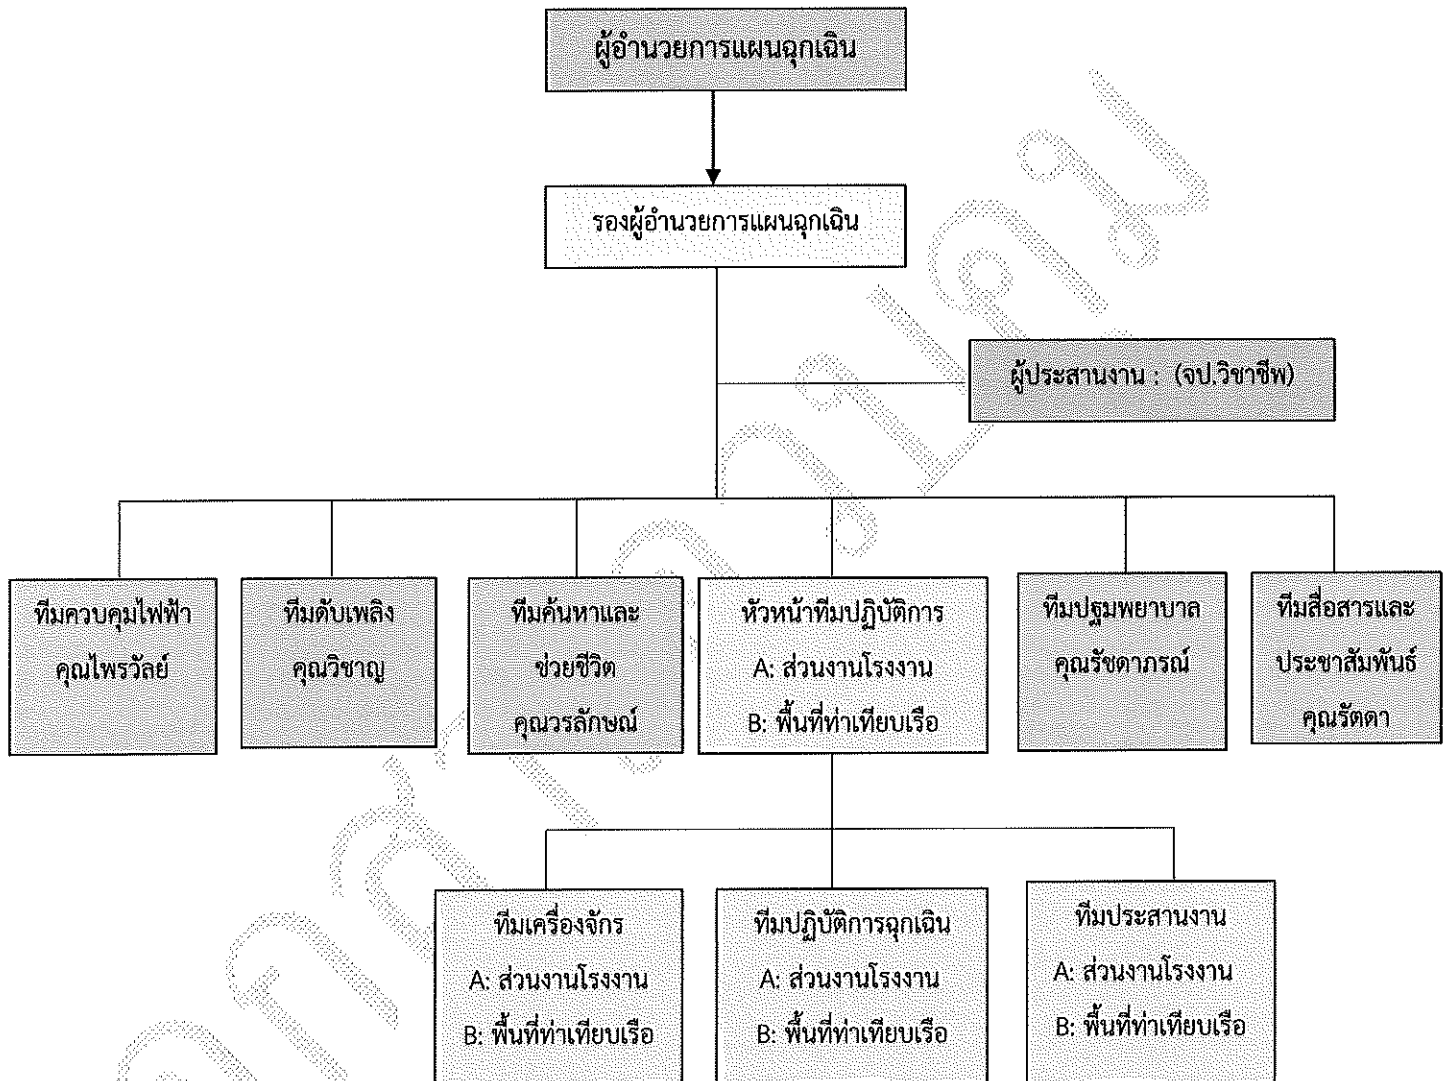 ผู้อำนวยการแผนฉุกเฉิน
รองผู้อำนวยการแผนฉุกเฉิน
ผู้ประสานงาน : (จป.วิชาชีพ)
ทีมควบคุมไฟฟ้า
คุณไพรวัลย์
ทีมดับเพลิง
คุณวิชาญ
ทีมค้นหาและ
ช่วยชีวิต
คุณวรลักษณ์
หัวหน้าทีมปฏิบัติการ
A: ส่วนงานโรงงาน
B: พื้นที่ท่าเทียบเรือ
ทีมปฐมพยาบาล
คุณรัชดาภรณ์
ทีมสื่อสารและ
ประชาสัมพันธ์
คุณรัตดา
ทีมเครื่องจักร
A: ส่วนงานโรงงาน
B: พื้นที่ท่าเทียบเรือ
ทีมปฏิบัติการฉุกเฉิน
A: ส่วนงานโรงงาน
B: พื้นที่ท่าเทียบเรือ
ทีมประสานงาน
A: ส่วนงานโรงงาน
B: พื้นที่ท่าเทียบเรือ